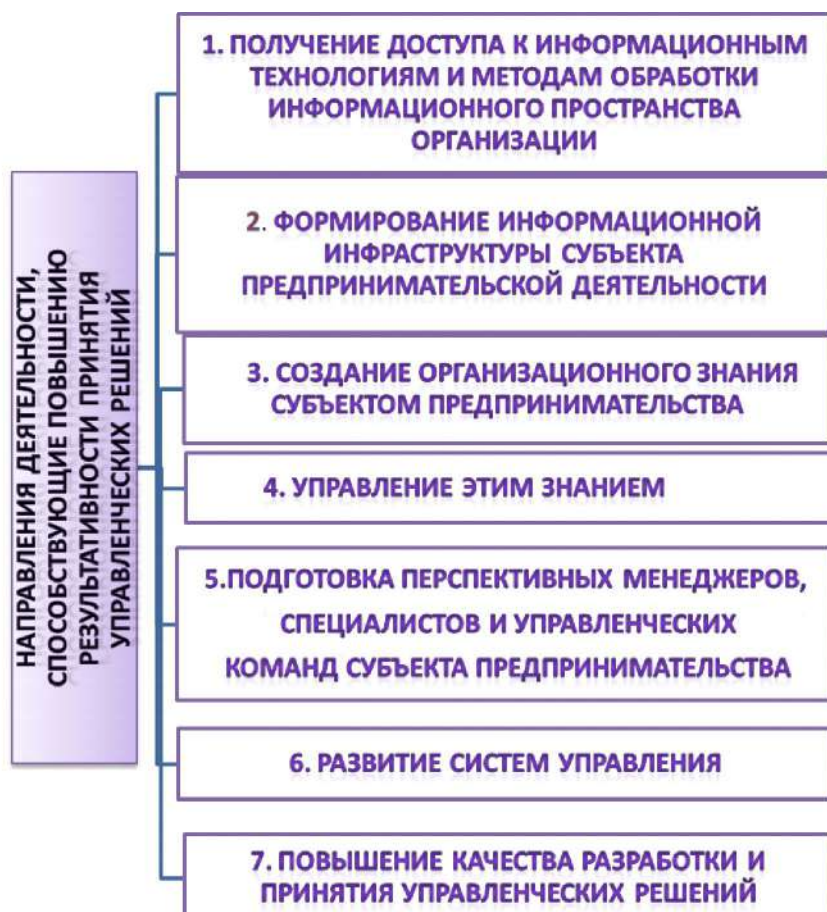 НАПРАВЛЕНИЯ ДЕЯТЕЛЬНОСТИ,
СПОСОБСТВУЮЩИЕ ПОВЫШЕНИЮ
РЕЗУЛЬТАТИВНОСТИ ПРИНЯТИЯ
УПРАВЛЕНЧЕСКИХ РЕШЕНИЙ
1. ПОЛУЧЕНИЕ ДОСТУПА К ИНФОРМАЦИОННЫМ
ТЕХНОЛОГИЯМ И МЕТОДАМ ОБРАБОТКИ
ИНФОРМАЦИОННОГО ПРОСТРАНСТВА
ОРГАНИЗАЦИИ
2. ФОРМИРОВАНИЕ ИНФОРМАЦИОННОЙ
ИНФРАСТРУКТУРЫ СУБЪЕКТА
ПРЕДПРИНИМАТЕЛЬСКОЙ ДЕЯТЕЛЬНОСТИ
3. СОЗДАНИЕ ОРГАНИЗАЦИОННОГО ЗНАНИЯ
СУБЪЕКТОМ ПРЕДПРИНИМАТЕЛЬСТВА
4. УПРАВЛЕНИЕ ЭТИМ ЗНАНИЕМ
5.ПОДГОТОВКА ПЕРСПЕКТИВНЫХ МЕНЕДЖЕРОВ,
СПЕЦИАЛИСТОВ И УПРАВЛЕНЧЕСКИХ
КОМАНД СУБЪЕКТА ПРЕДПРИНИМАТЕЛЬСТВА
6. РАЗВИТИЕ СИСТЕМ УПРАВЛЕНИЯ
7. ПОВЫШЕНИЕ КАЧЕСТВА РАЗРАБОТКИ И
ПРИНЯТИЯ УПРАВЛЕНЧЕСКИХ РЕШЕНИЙ